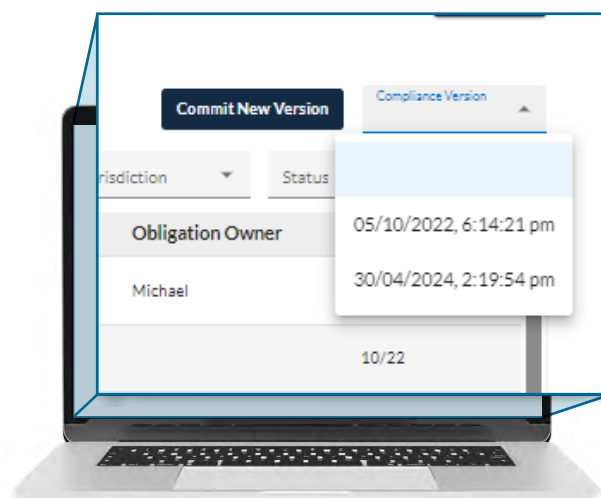 Commit New Version
Compliance Version
risdiction
Status
Obligation Owner
05/10/2022, 6:14:21 pm
Michael
30/04/2024, 2:19:54 pm
10/22